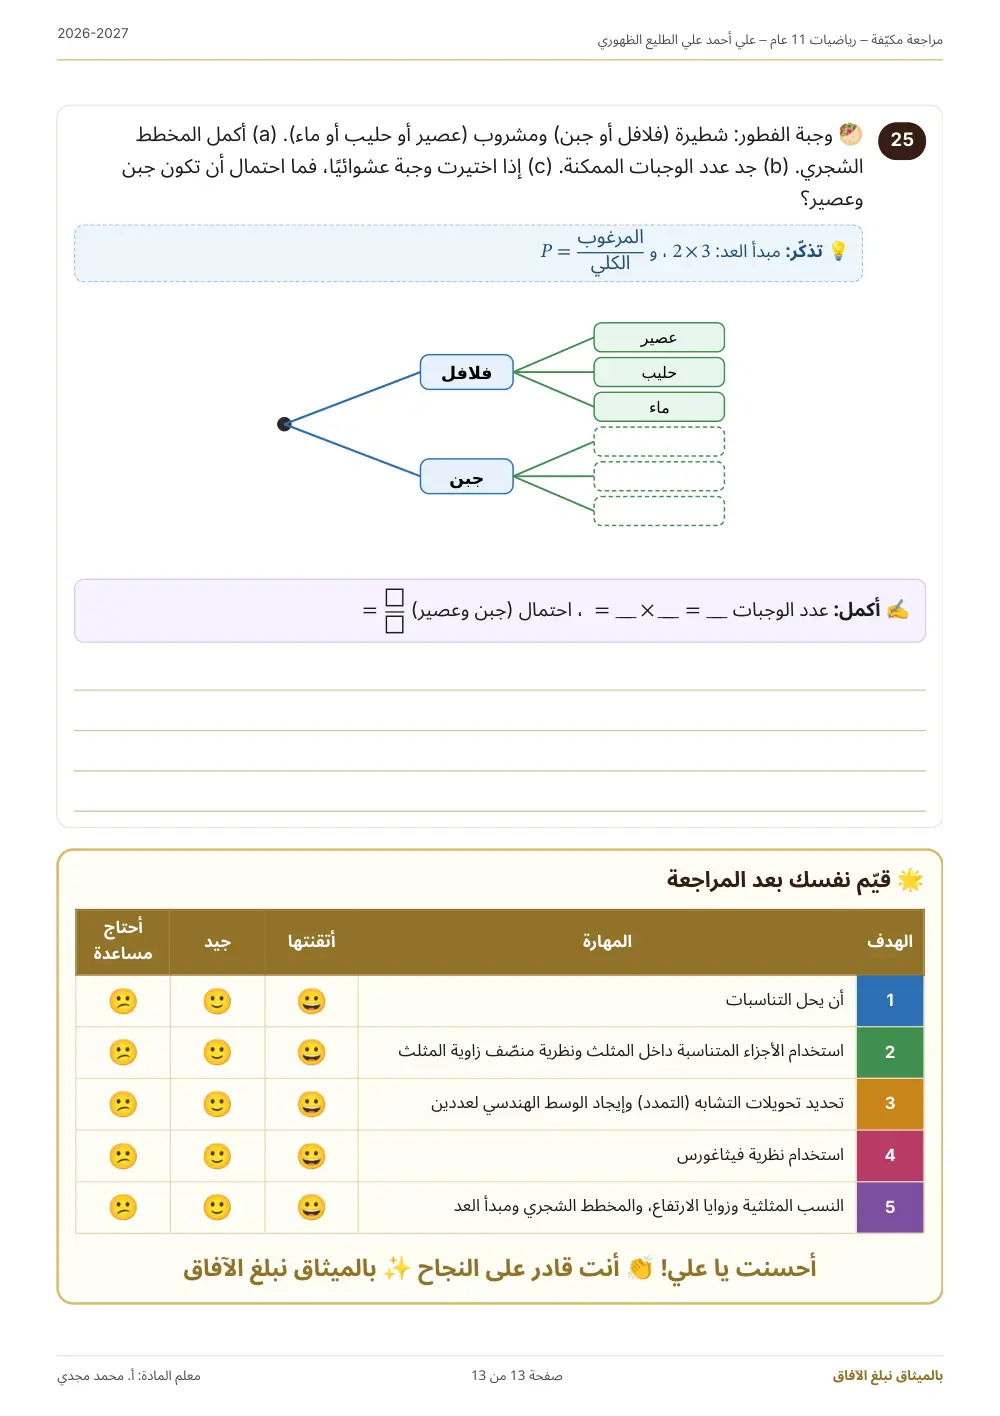 مراجعة مكيّفة – رياضيات 11 عام – علي أحمد علي الطليع الظهوري
2026-2027
25
🥙 وجبة الفطور: شطيرة (فلافل أو جبن) ومشروب (عصير أو حليب أو ماء). (a) أكمل المخطط
الشجري. (b) جد عدد الوجبات الممكنة. (c) إذا اختيرت وجبة عشوائيًا، فما احتمال أن تكون جبن
وعصير؟
💡 تذكّر: مبدأ العد: 2 × 3 ، و P = المرغوب / الكلي
عصير
فلافل
حليب
ماء
جبن
✍️ أكمل: عدد الوجبات __ = __ × __ = ، احتمال (جبن وعصير) □/□ =
🌟 قيّم نفسك بعد المراجعة
الهدف المهارة أتقنتها جيد أحتاج مساعدة
1 أن يحل التناسبات 😀 🙂 😕
2 استخدام الأجزاء المتناسبة داخل المثلث ونظرية منصّف زاوية المثلث 😀 🙂 😕
3 تحديد تحويلات التشابه (التمدد) وإيجاد الوسط الهندسي لعددين 😀 🙂 😕
4 استخدام نظرية فيثاغورس 😀 🙂 😕
5 النسب المثلثية وزوايا الارتفاع، والمخطط الشجري ومبدأ العد 😀 🙂 😕
أحسنت يا علي! 👏 أنت قادر على النجاح ✨ بالميثاق نبلغ الآفاق
بالميثاق نبلغ الآفاق
صفحة 13 من 13
معلم المادة: أ. محمد مجدي